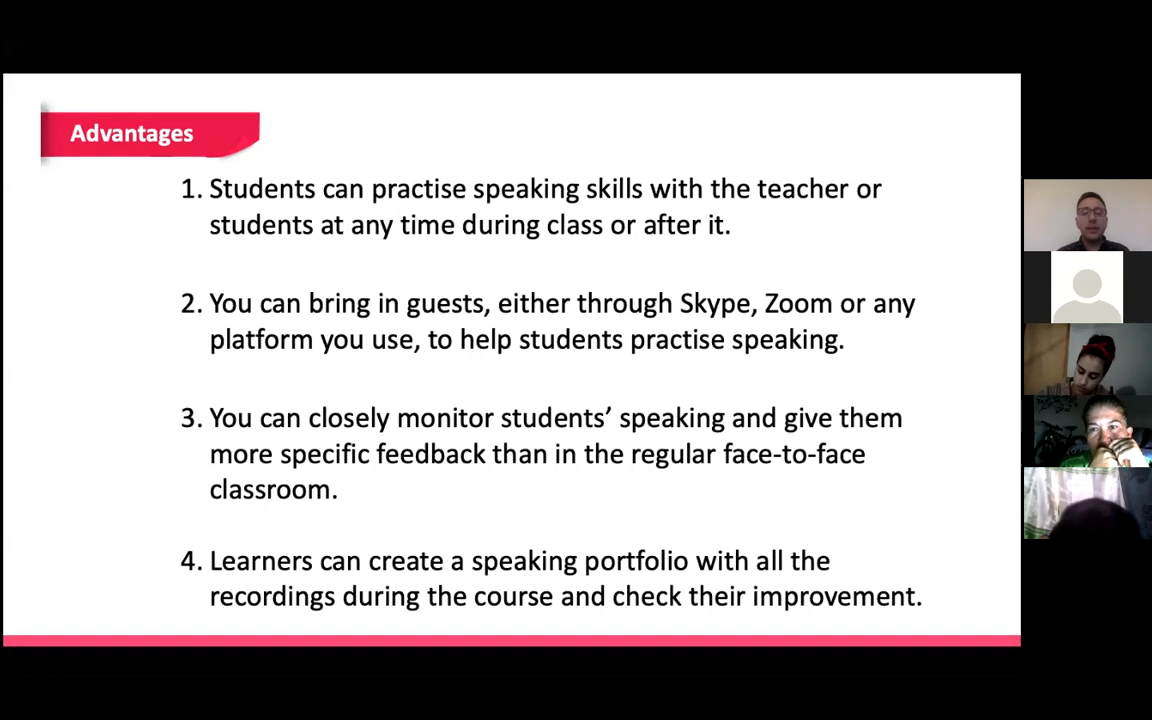 Advantages
1. Students can practise speaking skills with the teacher or
students at any time during class or after it.
2. You can bring in guests, either through Skype, Zoom or any
platform you use, to help students practise speaking.
3. You can closely monitor students’ speaking and give them
more specific feedback than in the regular face-to-face
classroom.
4. Learners can create a speaking portfolio with all the
recordings during the course and check their improvement.